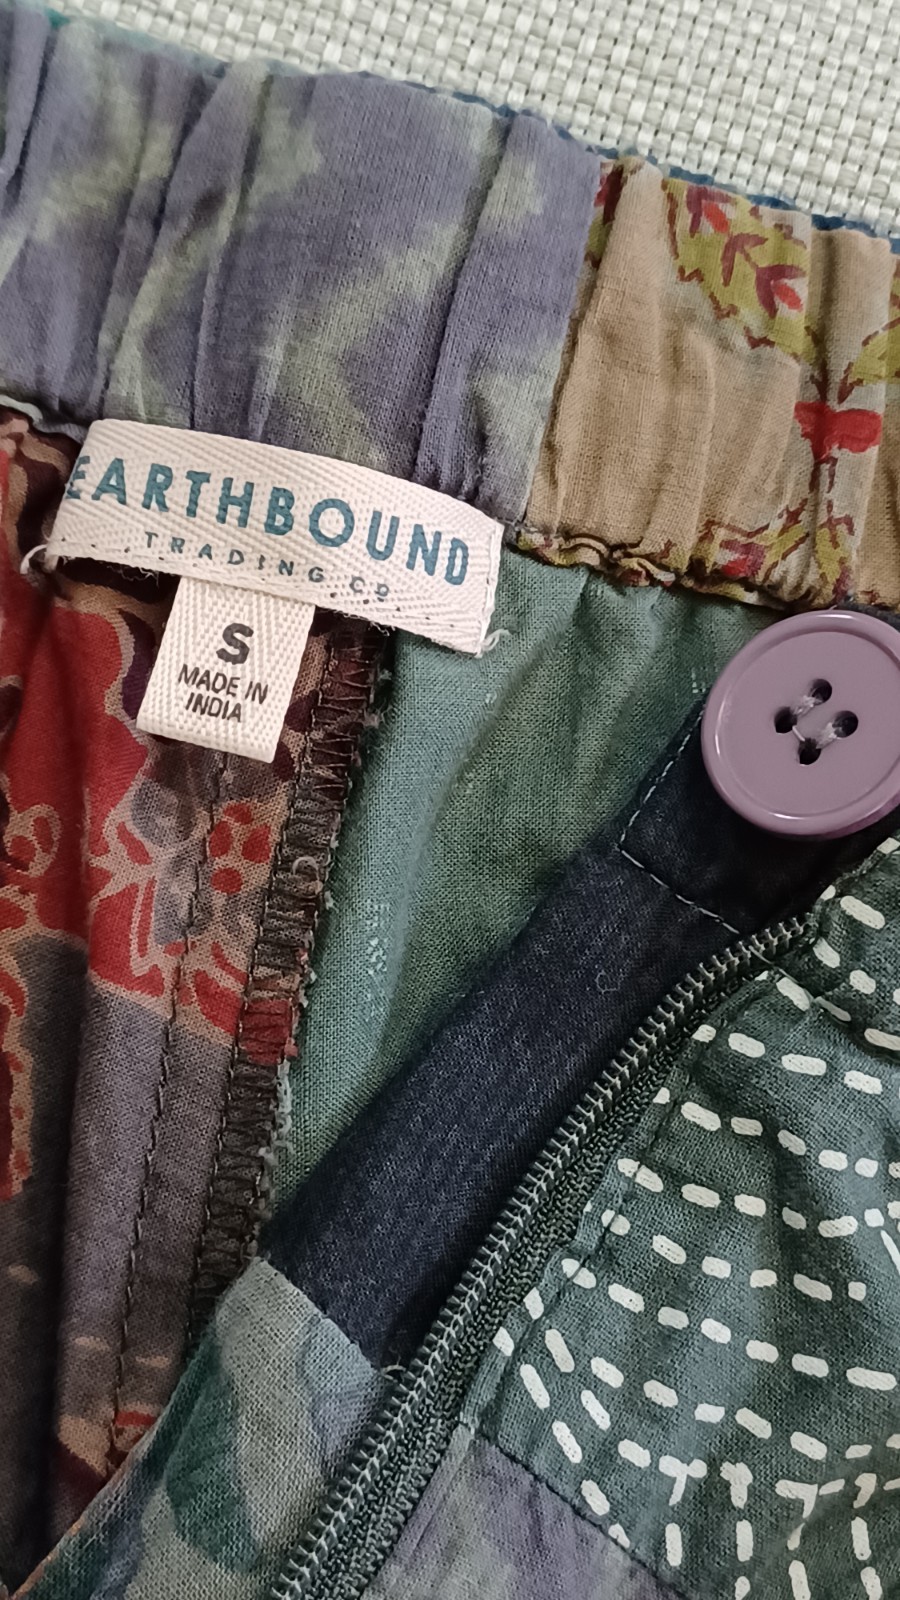 EARTHBOUND
TRADING CO
S
MADE IN
INDIA